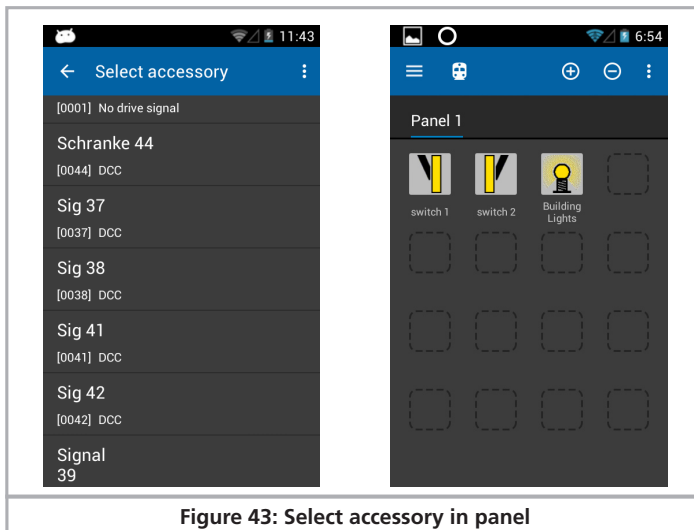 11:43
Select accessory
[0001] No drive signal
Schranke 44
[0044] DCC
Sig 37
[0037] DCC
Sig 38
[0038] DCC
Sig 41
[0041] DCC
Sig 42
[0042] DCC
Signal
39
6:54
Panel 1
switch 1
switch 2
Building
Lights
Figure 43: Select accessory in panel